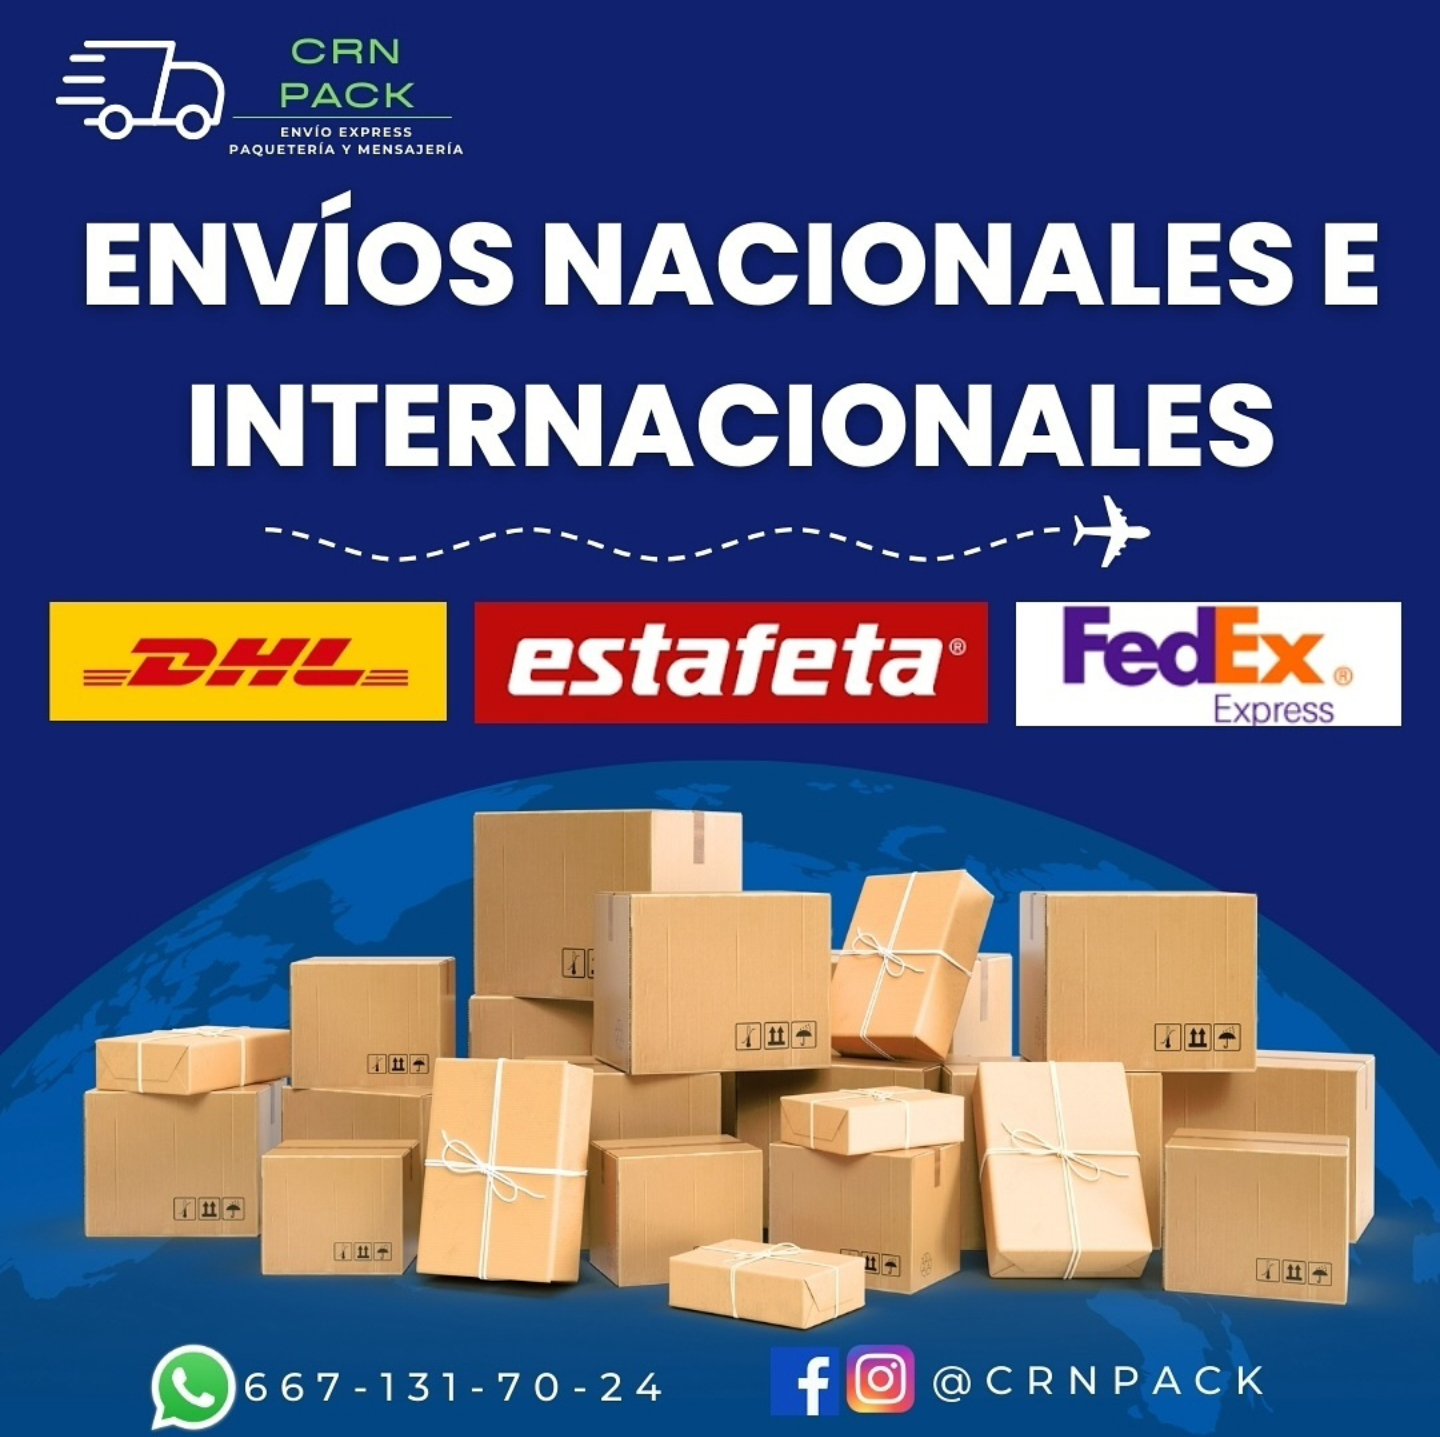 CRN
PACK
ENVÍO EXPRESS
PAQUETERÍA Y MENSAJERÍA
ENVÍOS NACIONALES E
INTERNACIONALES
DHL
estafeta®
FedEx®
Express
667-131-70-24
@CRNPACK